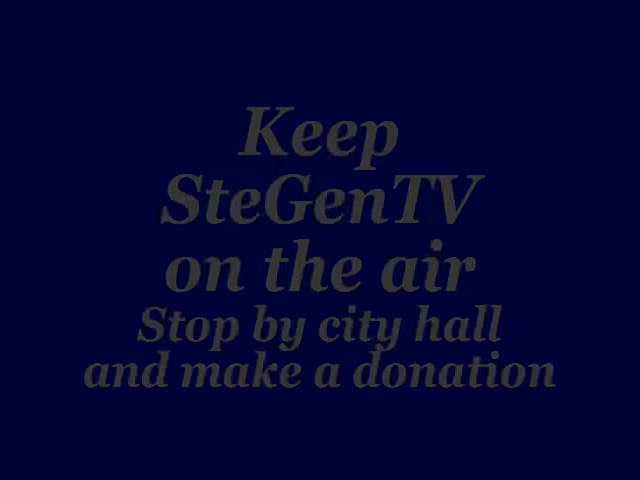 Keep
SteGenTV
on the air
Stop by city hall
and make a donation